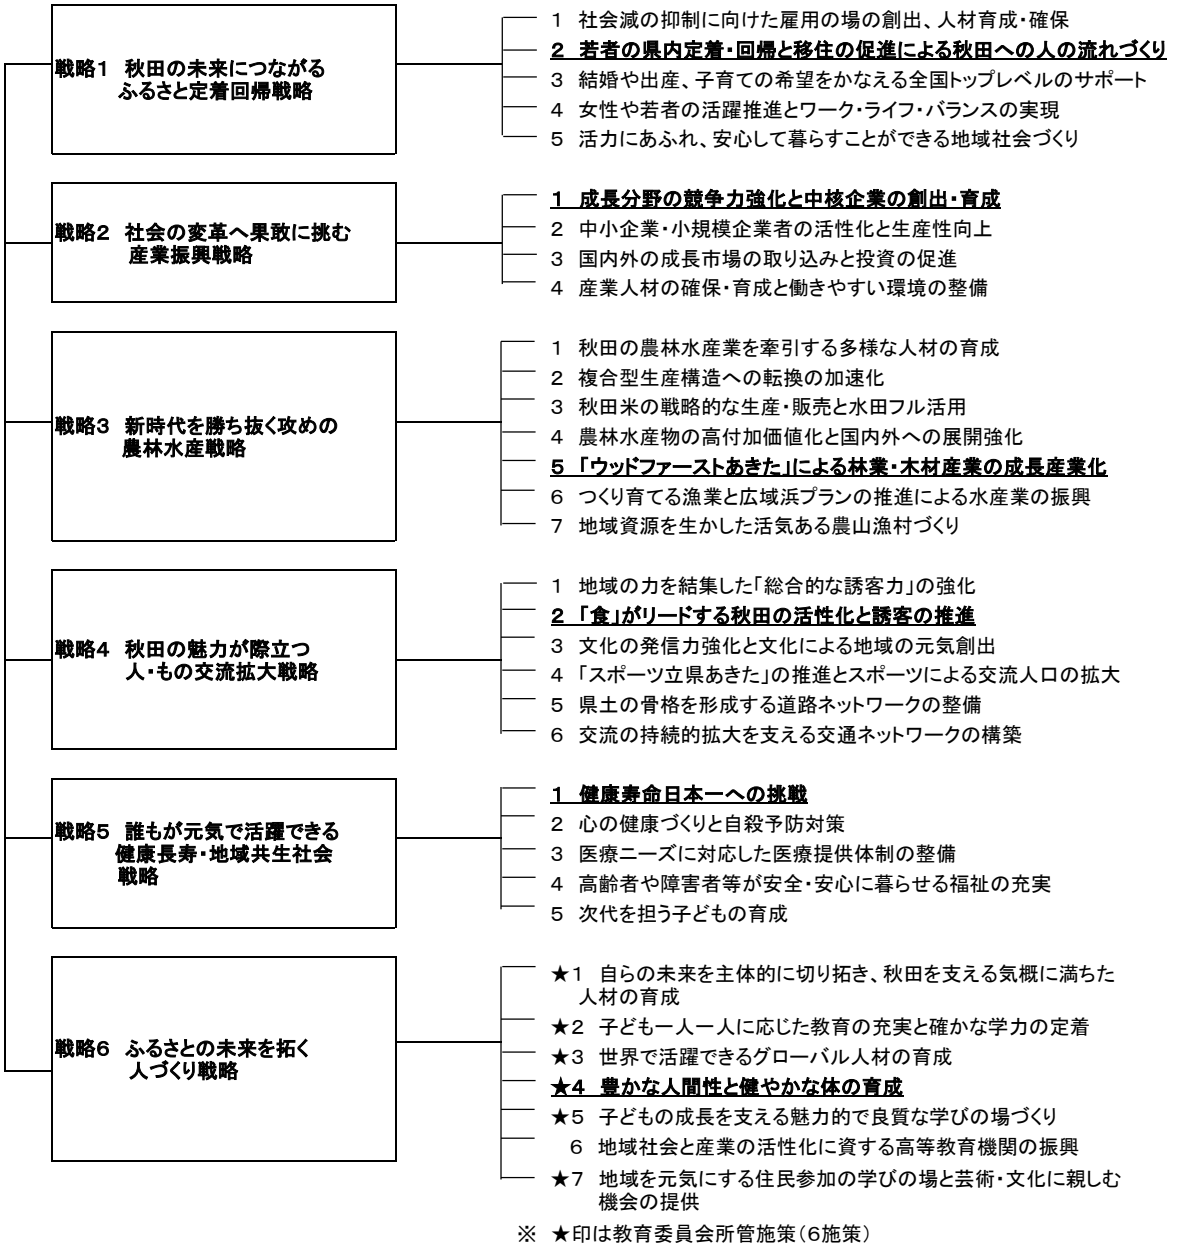 戦略1 秋田の未来につながる
ふるさと定着回帰戦略
1 社会減の抑制に向けた雇用の場の創出、人材育成・確保
2 若者の県内定着・回帰と移住の促進による秋田への人の流れづくり
3 結婚や出産、子育ての希望をかなえる全国トップレベルのサポート
4 女性や若者の活躍推進とワーク・ライフ・バランスの実現
5 活力にあふれ、安心して暮らすことができる地域社会づくり
戦略2 社会の変革へ果敢に挑む
産業振興戦略
1 成長分野の競争力強化と中核企業の創出・育成
2 中小企業・小規模企業者の活性化と生産性向上
3 国内外の成長市場の取り込みと投資の促進
4 産業人材の確保・育成と働きやすい環境の整備
戦略3 新時代を勝ち抜く攻めの
農林水産戦略
1 秋田の農林水産業を牽引する多様な人材の育成
2 複合型生産構造への転換の加速化
3 秋田米の戦略的な生産・販売と水田フル活用
4 農林水産物の高付加価値化と国内外への展開強化
5 「ウッドファーストあきた」による林業・木材産業の成長産業化
6 つくり育てる漁業と広域浜プランの推進による水産業の振興
7 地域資源を生かした活気ある農山漁村づくり
戦略4 秋田の魅力が際立つ
人・もの交流拡大戦略
1 地域の力を結集した「総合的な誘客力」の強化
2 「食」がリードする秋田の活性化と誘客の推進
3 文化の発信力強化と文化による地域の元気創出
4 「スポーツ立県あきた」の推進とスポーツによる交流人口の拡大
5 県土の骨格を形成する道路ネットワークの整備
6 交流の持続的拡大を支える交通ネットワークの構築
戦略5 誰もが元気で活躍できる
健康長寿・地域共生社会
戦略
1 健康寿命日本一への挑戦
2 心の健康づくりと自殺予防対策
3 医療ニーズに対応した医療提供体制の整備
4 高齢者や障害者等が安全・安心に暮らせる福祉の充実
5 次代を担う子どもの育成
戦略6 ふるさとの未来を拓く
人づくり戦略
★1 自らの未来を主体的に切り拓き、秋田を支える気概に満ちた
人材の育成
★2 子ども一人一人に応じた教育の充実と確かな学力の定着
★3 世界で活躍できるグローバル人材の育成
★4 豊かな人間性と健やかな体の育成
★5 子どもの成長を支える魅力的で良質な学びの場づくり
6 地域社会と産業の活性化に資する高等教育機関の振興
★7 地域を元気にする住民参加の学びの場と芸術・文化に親しむ
機会の提供
※ ★印は教育委員会所管施策(6施策)